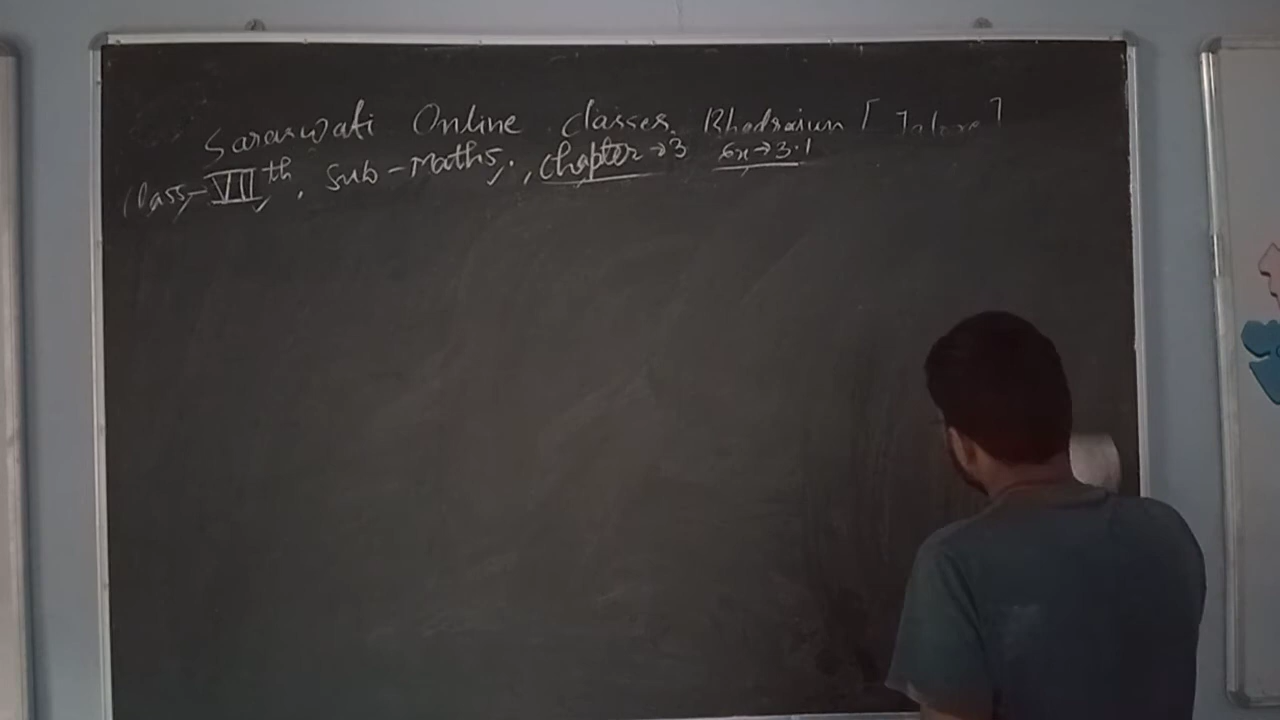 Saraswati Online classes, Bhadrajun [Jalore]
Class-VIIth, Sub-Maths, Chapter→3 Ex→3.1